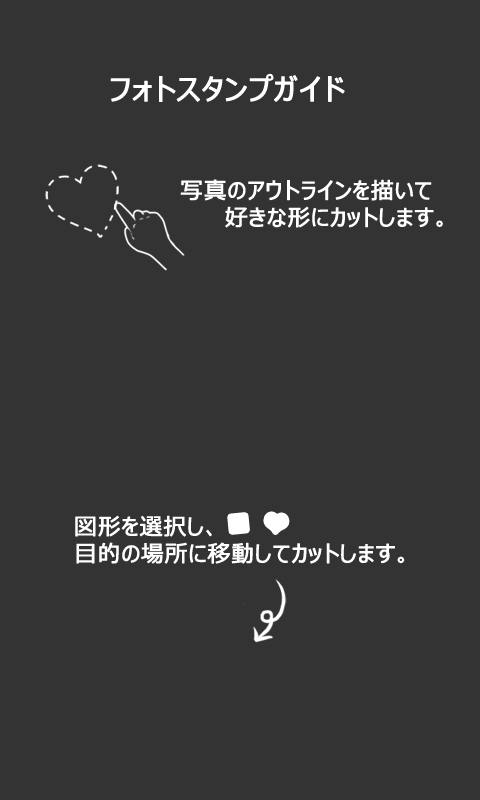 フォトスタンプガイド
写真のアウトラインを描いて
好きな形にカットします。
図形を選択し、
目的の場所に移動してカットします。